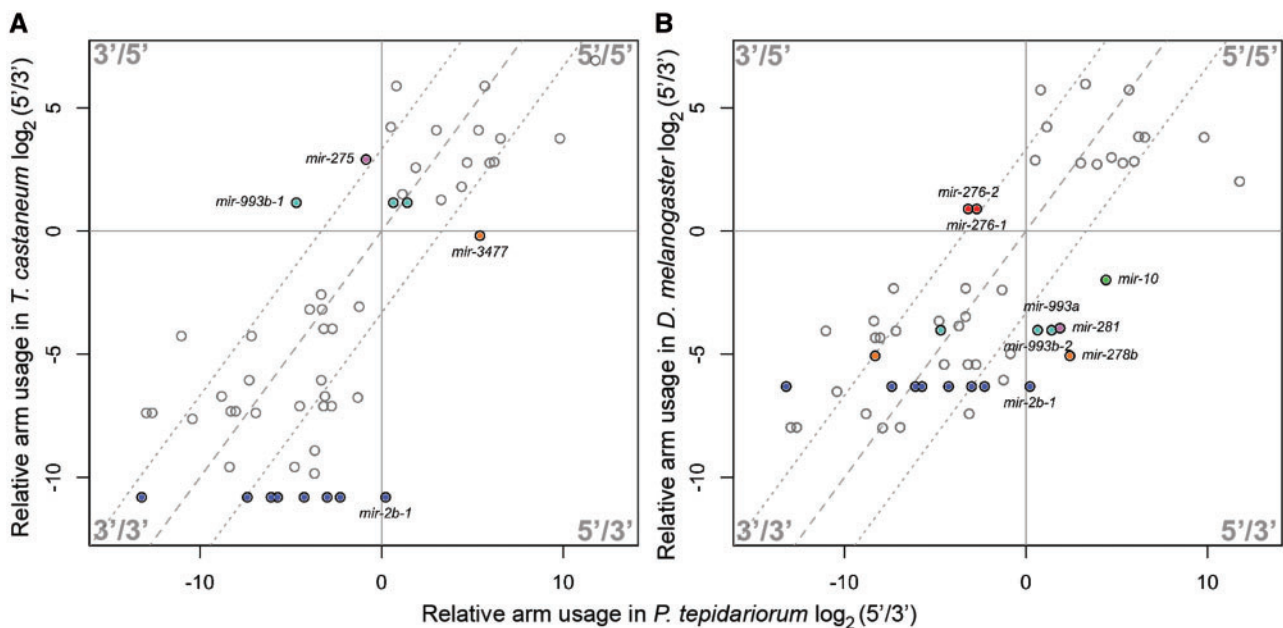 A
3'/5'
5'/5'
Relative arm usage in T. castaneum log2 (5'/3')
5
0
-5
-10
mir-275
mir-993b-1
mir-3477
mir-2b-1
3'/3'
5'/3'
-10
0
10
B
3'/5'
5'/5'
Relative arm usage in D. melanogaster log2 (5'/3')
5
0
-5
-10
mir-276-2
mir-276-1
mir-10
mir-993a
mir-281
mir-993b-2
mir-278b
mir-2b-1
3'/3'
5'/3'
-10
0
10
Relative arm usage in P. tepidariorum log2 (5'/3')